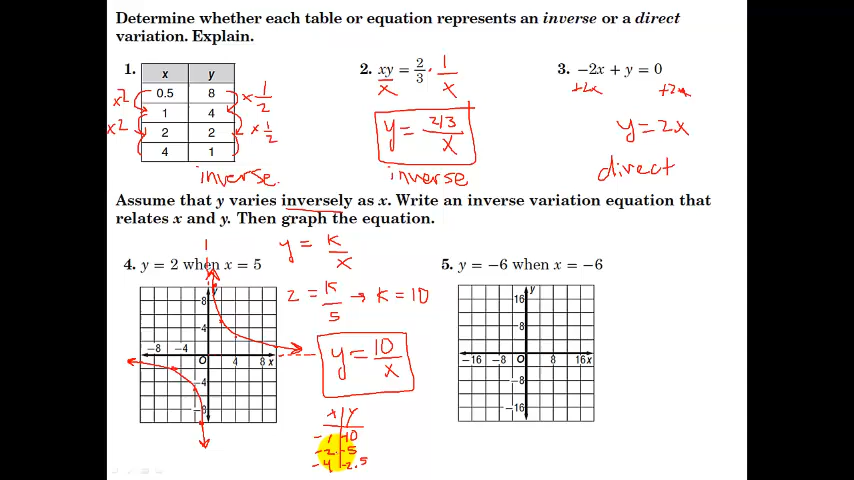 Determine whether each table or equation represents an inverse or a direct
variation. Explain.
1.
x y
0.5 8
1 4
2 2
4 1
x2
x2
x 1/2
x 1/2
inverse.
2. xy = 2/3 · 1/x
x
y = 2/3 / x
inverse
3. −2x + y = 0
+2x +2x
y = 2x
direct
Assume that y varies inversely as x. Write an inverse variation equation that
relates x and y. Then graph the equation.
4. y = 2 when x = 5
y = k/x
2 = k/5 → k = 10
y = 10/x
y
8
4
−8 −4 O 4 8 x
−4
−8
x y
−1 −10
−2 −5
−4 −2.5
5. y = −6 when x = −6
y
16
8
−16 −8 O 8 16 x
−8
−16